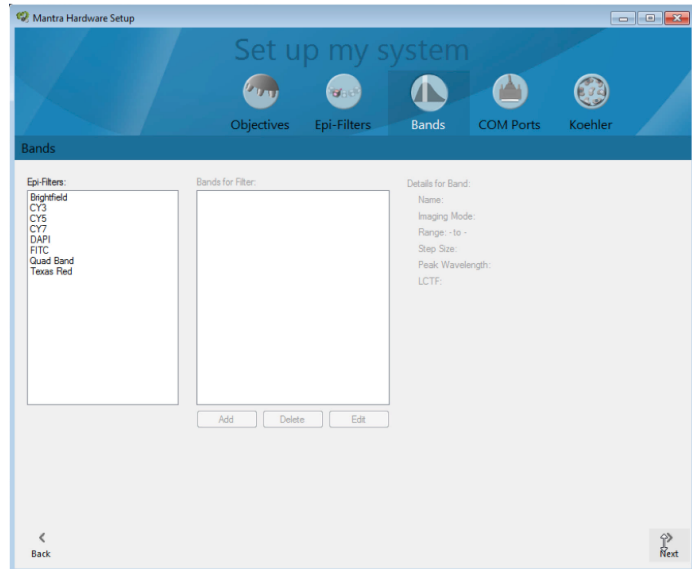 Mantra Hardware Setup
Set up my system
Objectives Epi-Filters Bands COM Ports Koehler
Bands
Epi-Filters:
Brightfield
CY3
CY5
CY7
DAPI
FITC
Quad Band
Texas Red
Bands for Filter:
Add Delete Edit
Details for Band:
Name:
Imaging Mode:
Range: - to -
Step Size:
Peak Wavelength:
LCTF:
Back
Next